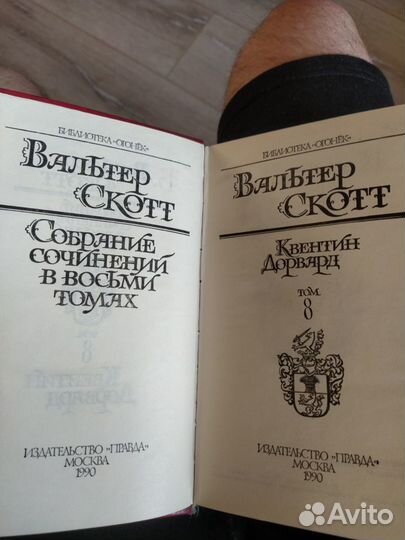 БИБЛИОТЕКА «ОГОНЁК»
ВАЛЬТЕР
СКОТТ
СОБРАНИЕ
СОЧИНЕНИЙ
В ВОСЬМИ
ТОМАХ
ИЗДАТЕЛЬСТВО „ПРАВДА“
МОСКВА
1990
БИБЛИОТЕКА «ОГОНЁК»
ВАЛЬТЕР
СКОТТ
КВЕНТИН
ДОРВАРД
ТОМ
8
ИЗДАТЕЛЬСТВО „ПРАВДА“
МОСКВА
1990
Avito